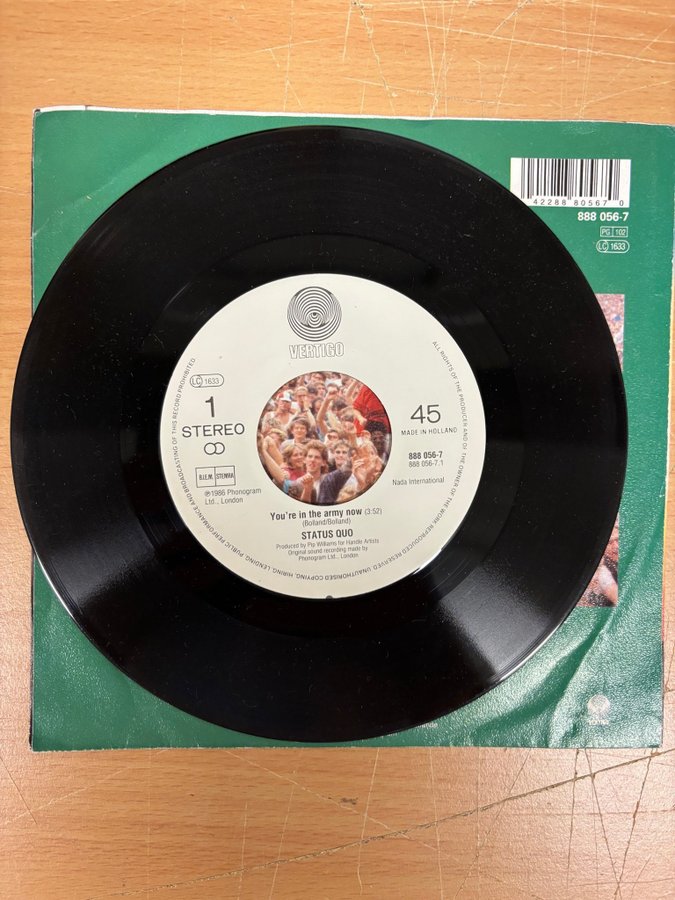 42288 80567 0
888 056-7
PG 102
LC 1633
VERTIGO
LC 1633
1
STEREO
45
MADE IN HOLLAND
888 056-7
888 056-7.1
B.I.E.M. STEMRA
Nada International
℗1986 Phonogram
Ltd., London
You're in the army now (3:52)
(Bolland/Bolland)
STATUS QUO
Produced by Pip Williams for Handle Artists
Original sound recording made by
Phonogram Ltd., London
ALL RIGHTS OF THE PRODUCER AND OF THE OWNER OF THE WORK REPRODUCED RESERVED. UNAUTHORISED COPYING, HIRING, LENDING, PUBLIC PERFORMANCE AND BROADCASTING OF THIS RECORD PROHIBITED.